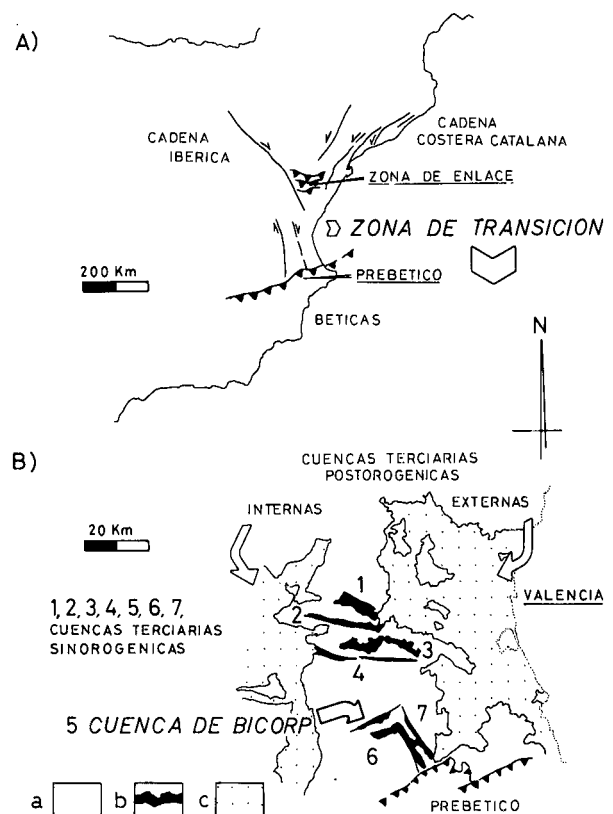 A)
CADENA
IBERICA
CADENA
COSTERA CATALANA
ZONA DE ENLACE
ZONA DE TRANSICION
200 Km
PREBETICO
BETICAS
N
B)
CUENCAS TERCIARIAS
POSTOROGENICAS
INTERNAS
EXTERNAS
20 Km
1
VALENCIA
1, 2, 3, 4, 5, 6, 7,
CUENCAS TERCIARIAS
SINOROGENICAS
2
3
4
5 CUENCA DE BICORP
7
6
a
b
c
PREBETICO